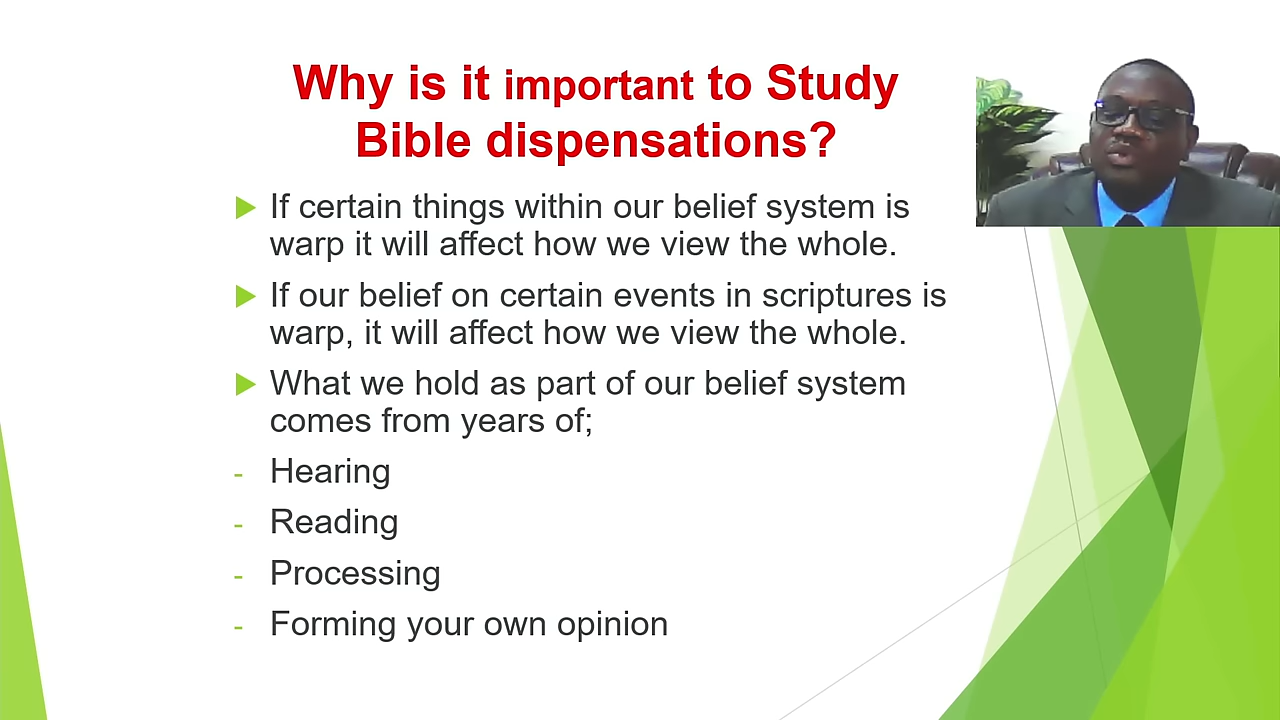 Why is it important to Study
Bible dispensations?
If certain things within our belief system is
warp it will affect how we view the whole.
If our belief on certain events in scriptures is
warp, it will affect how we view the whole.
What we hold as part of our belief system
comes from years of;
- Hearing
- Reading
- Processing
- Forming your own opinion